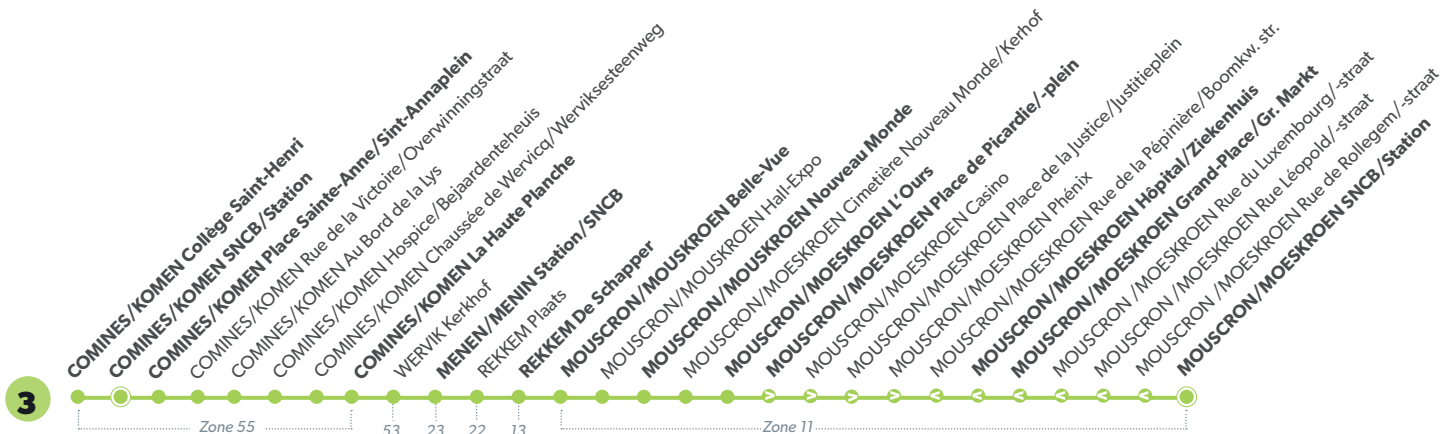 COMINES/KOMEN Collège Saint-Henri
COMINES/KOMEN SNCB/Station
COMINES/KOMEN Place Sainte-Anne/Sint-Annaplein
COMINES/KOMEN Rue de la Victoire/Overwinningstraat
COMINES/KOMEN Au Bord de la Lys
COMINES/KOMEN Hospice/Bejaardentenheuis
COMINES/KOMEN Chaussée de Wervicq/Werviksesteenweg
COMINES/KOMEN La Haute Planche
WERVIK Kerkhof
MENEN/MENIN Station/SNCB
REKKEM Plaats
REKKEM De Schapper
MOUSCRON/MOUSKROEN Belle-Vue
MOUSCRON/MOUSKROEN Hall-Expo
MOUSCRON/MOUSKROEN Nouveau Monde
MOUSCRON/MOESKROEN Cimetière Nouveau Monde/Kerhof
MOUSCRON/MOESKROEN L'Ours
MOUSCRON/MOESKROEN Place de Picardie/-plein
MOUSCRON/MOESKROEN Casino
MOUSCRON/MOESKROEN Place de la Justice/Justitieplein
MOUSCRON/MOESKROEN Phénix
MOUSCRON/MOESKROEN Rue de la Pépinière/Boomkw. str.
MOUSCRON/MOESKROEN Hôpital/Ziekenhuis
MOUSCRON/MOESKROEN Grand-Place/Gr. Markt
MOUSCRON /MOESKROEN Rue du Luxembourg/-straat
MOUSCRON /MOESKROEN Rue Léopold/-straat
MOUSCRON /MOESKROEN Rue de Rollegem/-straat
MOUSCRON/MOESKROEN SNCB/Station
3
Zone 55 53 23 22 13 Zone 11